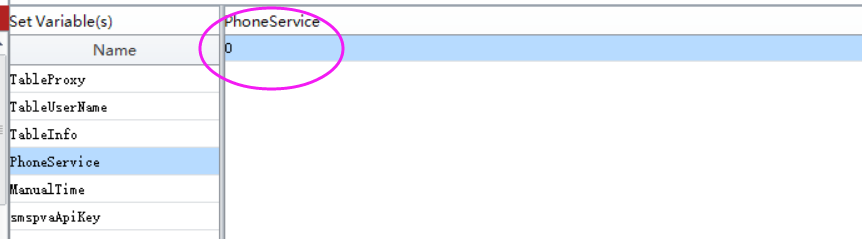 Set Variable(s)
PhoneService
Name
0
TableProxy
TableUserName
TableInfo
PhoneService
ManualTime
smspvaApiKey